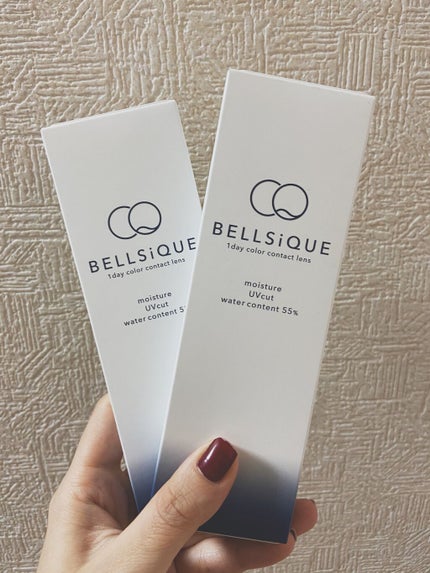 BELLSiQUE
1day color contact lens
moisture
UVcut
water content 5
BELLSiQUE
1day color contact lens
moisture
UVcut
water content 55%